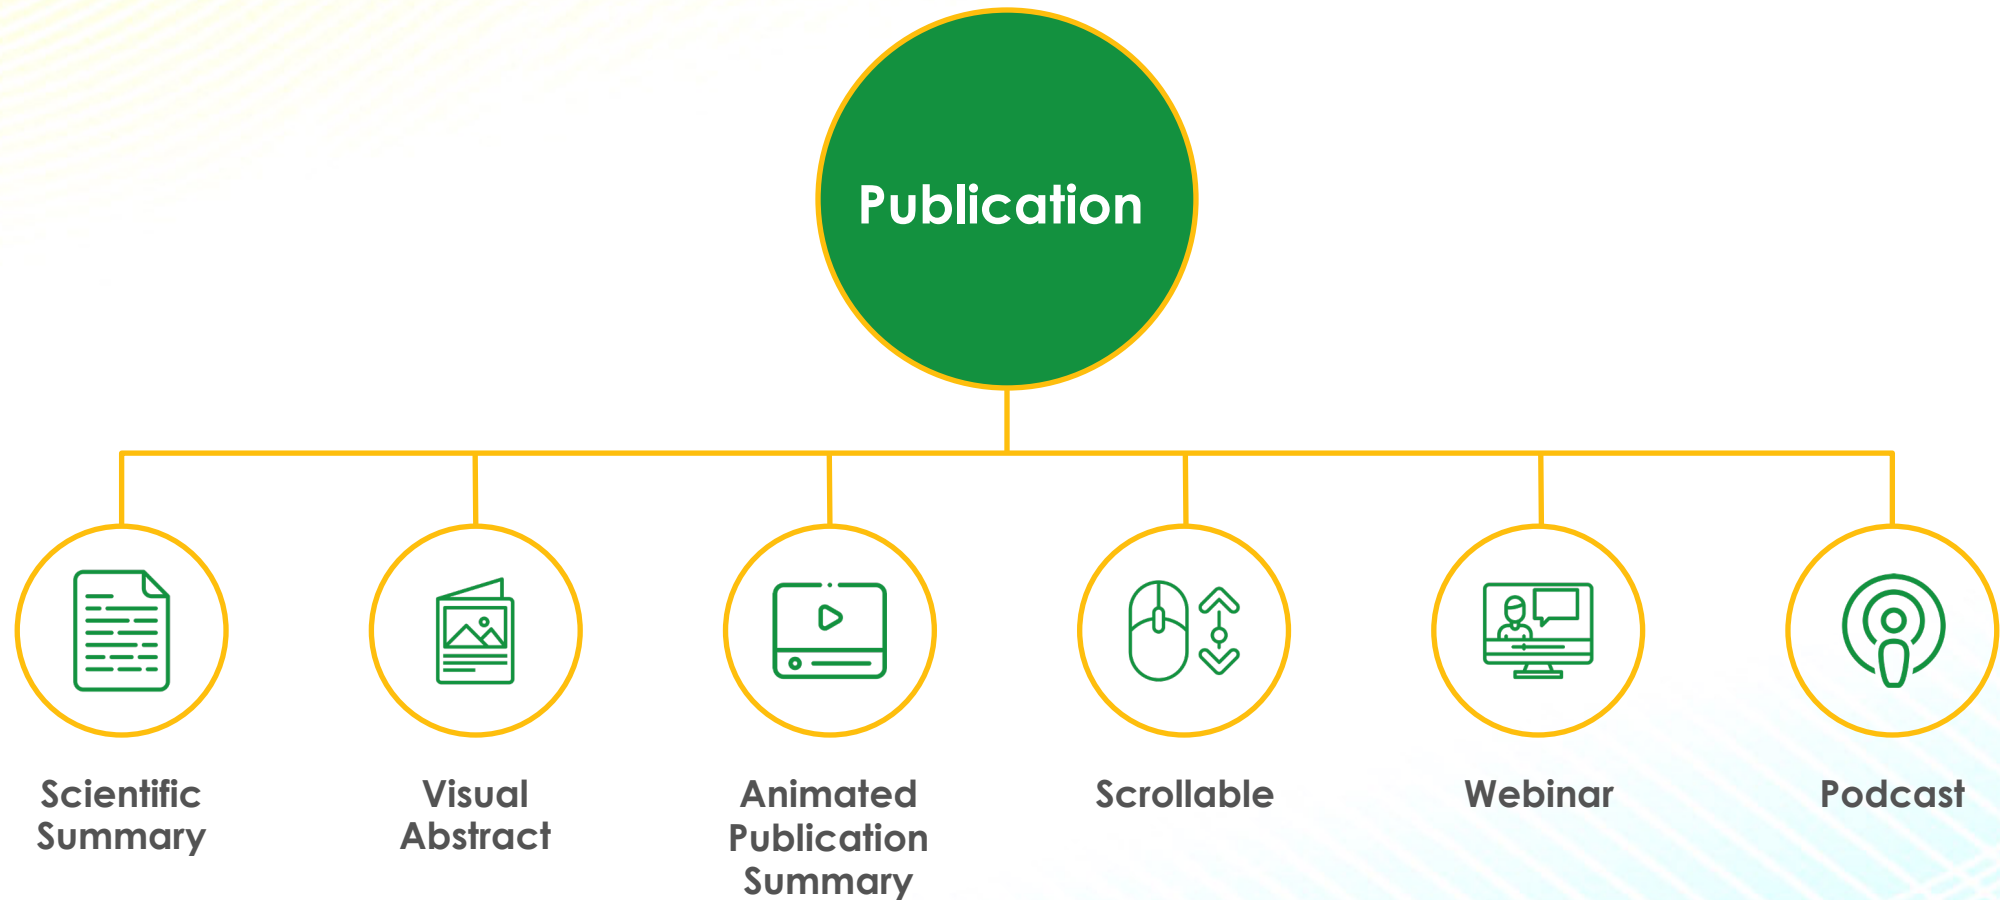 Publication
Scientific
Summary
Visual
Abstract
Animated
Publication
Summary
Scrollable
Webinar
Podcast